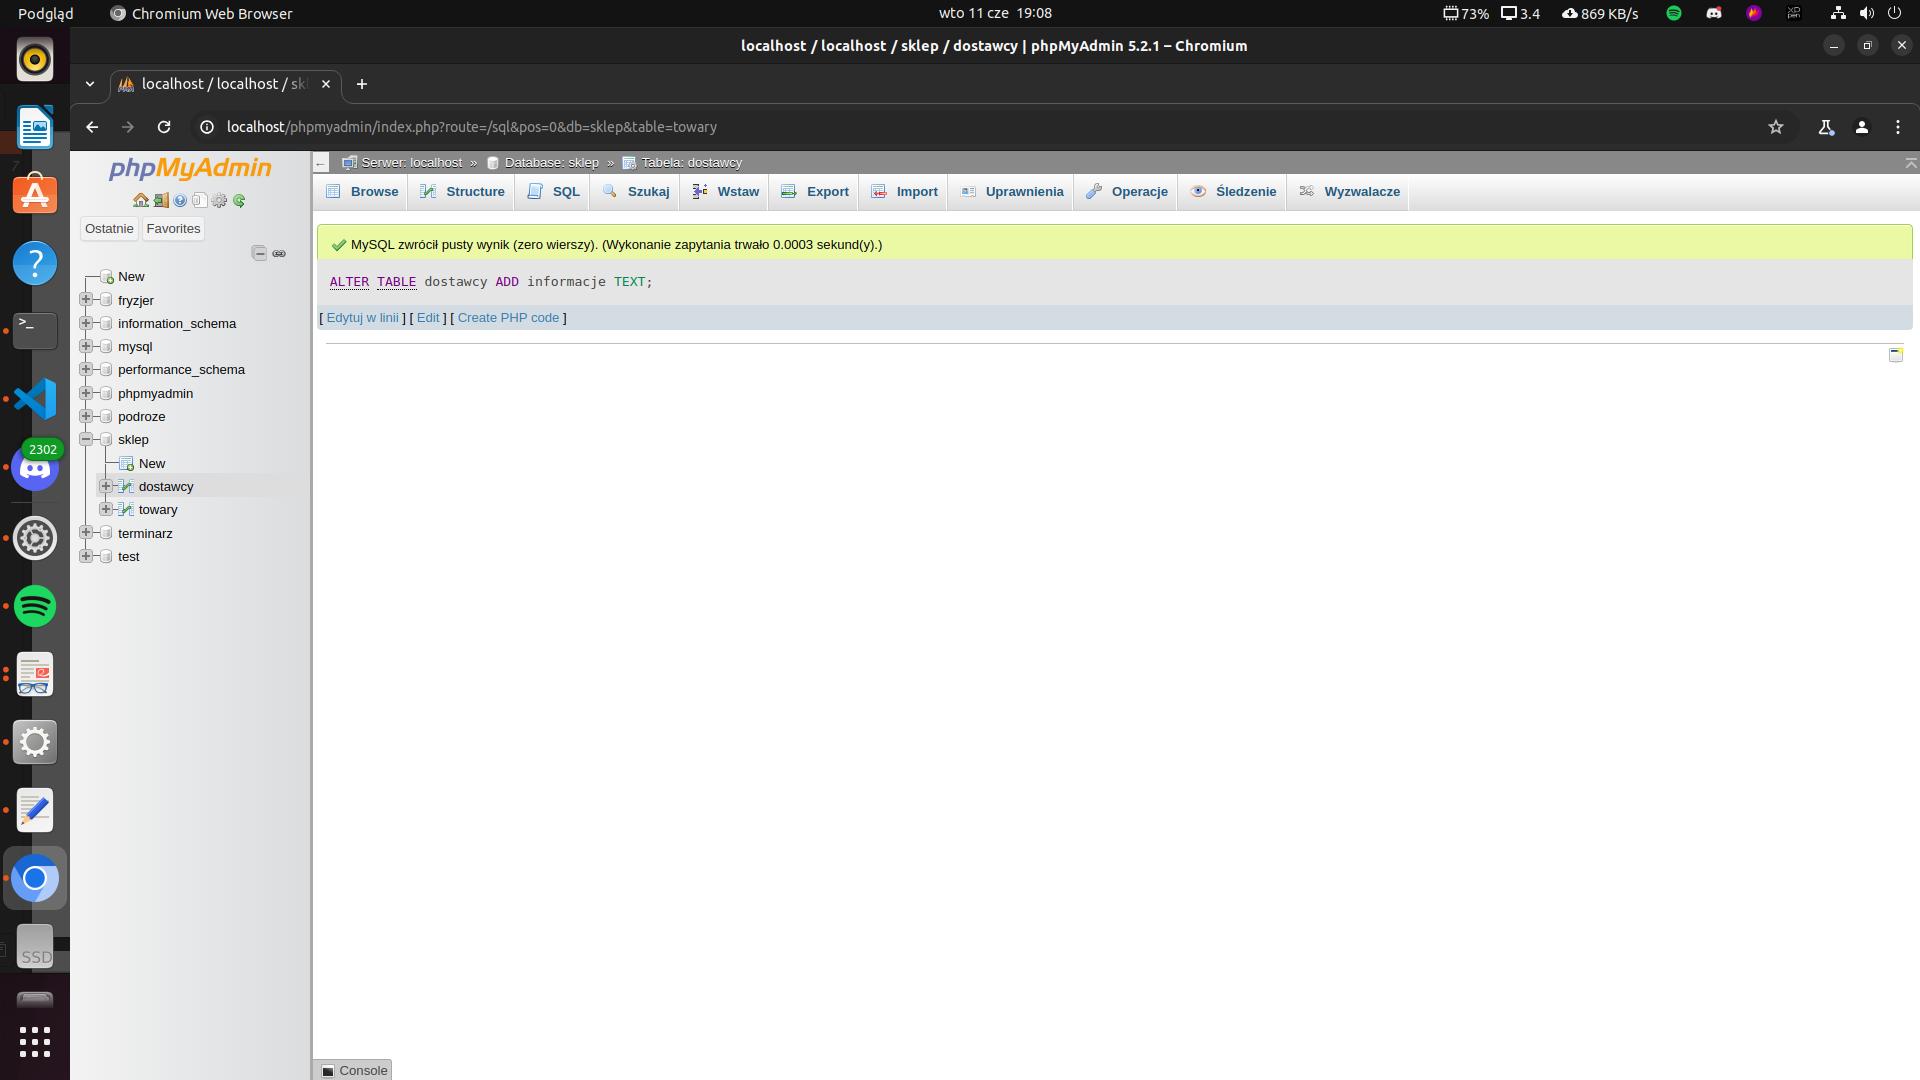 Podgląd
Chromium Web Browser
wto 11 cze 19:08
73% 3.4 869 KB/s
localhost / localhost / sklep / dostawcy | phpMyAdmin 5.2.1 – Chromium
localhost / localhost / sk
localhost/phpmyadmin/index.php?route=/sql&pos=0&db=sklep&table=towary
phpMyAdmin
Ostatnie Favorites
New
fryzjer
information_schema
mysql
performance_schema
phpmyadmin
podroze
sklep
New
dostawcy
towary
terminarz
test
Serwer: localhost » Database: sklep » Tabela: dostawcy
Browse Structure SQL Szukaj Wstaw Export Import Uprawnienia Operacje Śledzenie Wyzwalacze
MySQL zwrócił pusty wynik (zero wierszy). (Wykonanie zapytania trwało 0.0003 sekund(y).)
ALTER TABLE dostawcy ADD informacje TEXT;
[ Edytuj w linii ] [ Edit ] [ Create PHP code ]
Console
2302
SSD